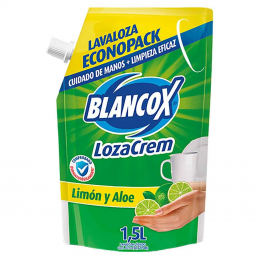 LAVALOZA
ECONOPACK
CUIDADO DE MANOS + LIMPIEZA EFICAZ
BLANCOX
LozaCrem
Limón y Aloe
1,5L